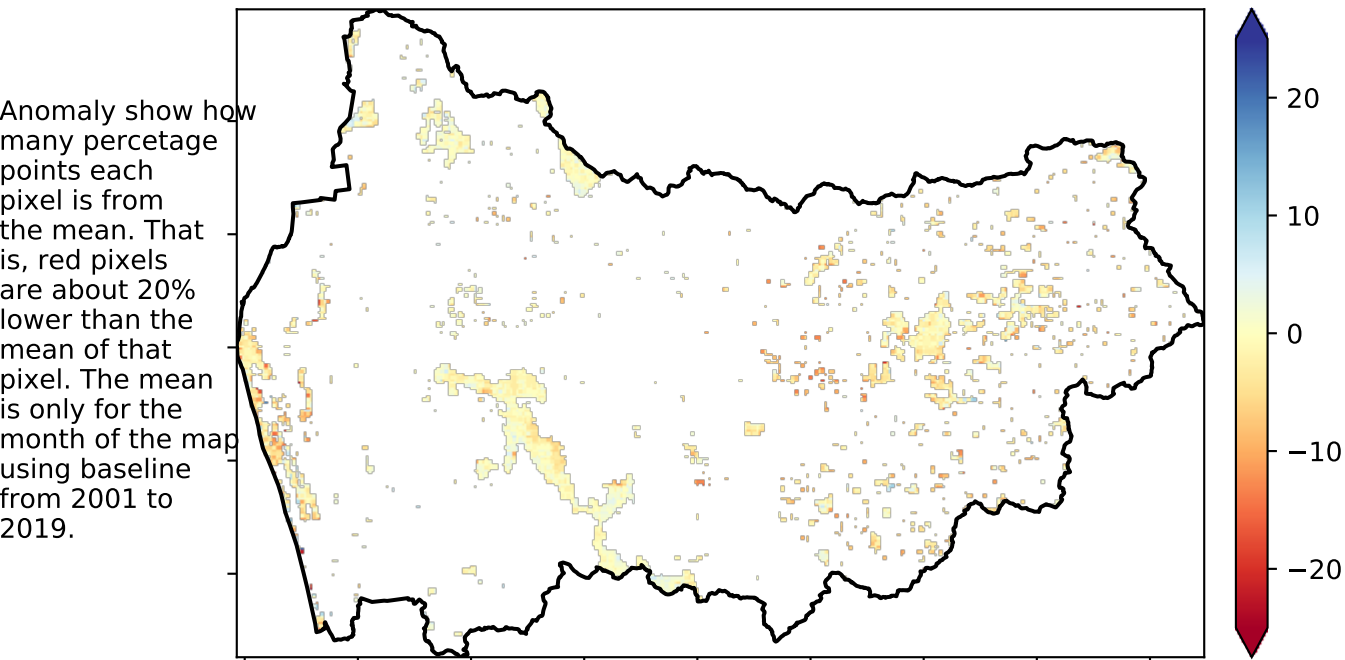 Anomaly show how
many percetage
points each
pixel is from
the mean. That
is, red pixels
are about 20%
lower than the
mean of that
pixel. The mean
is only for the
month of the map
using baseline
from 2001 to
2019.
20
10
0
−10
−20